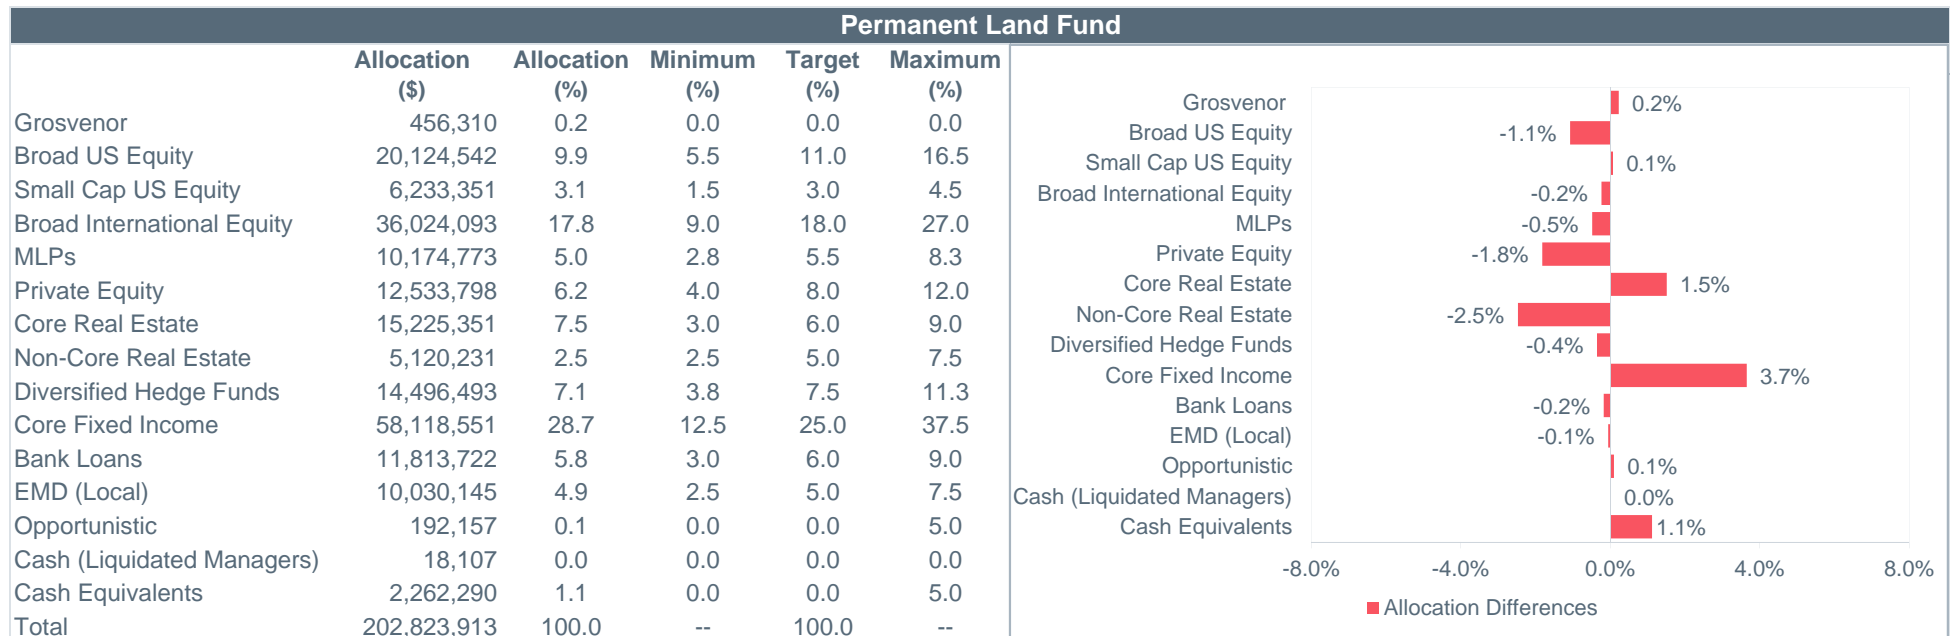 Permanent Land Fund
Allocation Allocation Minimum Target Maximum
($) (%) (%) (%) (%)
Grosvenor 456,310 0.2 0.0 0.0 0.0
Broad US Equity 20,124,542 9.9 5.5 11.0 16.5
Small Cap US Equity 6,233,351 3.1 1.5 3.0 4.5
Broad International Equity 36,024,093 17.8 9.0 18.0 27.0
MLPs 10,174,773 5.0 2.8 5.5 8.3
Private Equity 12,533,798 6.2 4.0 8.0 12.0
Core Real Estate 15,225,351 7.5 3.0 6.0 9.0
Non-Core Real Estate 5,120,231 2.5 2.5 5.0 7.5
Diversified Hedge Funds 14,496,493 7.1 3.8 7.5 11.3
Core Fixed Income 58,118,551 28.7 12.5 25.0 37.5
Bank Loans 11,813,722 5.8 3.0 6.0 9.0
EMD (Local) 10,030,145 4.9 2.5 5.0 7.5
Opportunistic 192,157 0.1 0.0 0.0 5.0
Cash (Liquidated Managers) 18,107 0.0 0.0 0.0 0.0
Cash Equivalents 2,262,290 1.1 0.0 0.0 5.0
Total 202,823,913 100.0 -- 100.0 --
Grosvenor 0.2%
Broad US Equity -1.1%
Small Cap US Equity 0.1%
Broad International Equity -0.2%
MLPs -0.5%
Private Equity -1.8%
Core Real Estate 1.5%
Non-Core Real Estate -2.5%
Diversified Hedge Funds -0.4%
Core Fixed Income 3.7%
Bank Loans -0.2%
EMD (Local) -0.1%
Opportunistic 0.1%
Cash (Liquidated Managers) 0.0%
Cash Equivalents 1.1%
-8.0% -4.0% 0.0% 4.0% 8.0%
Allocation Differences